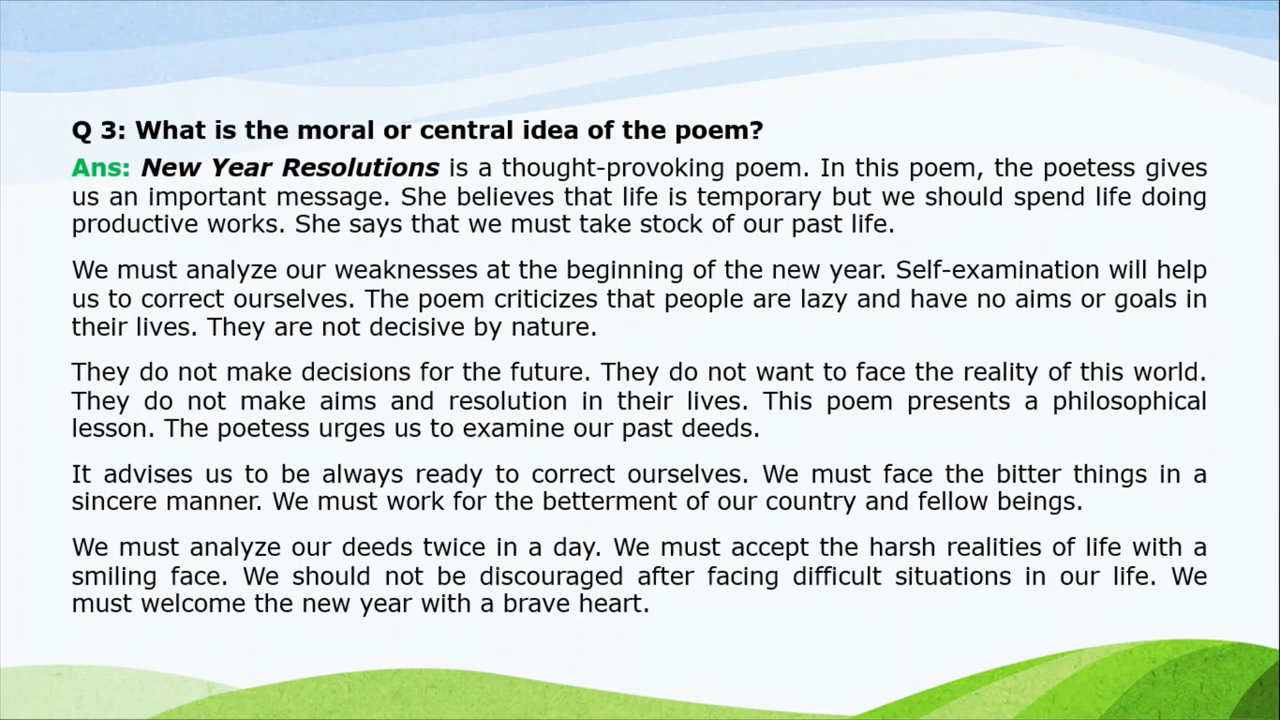 Q 3: What is the moral or central idea of the poem?
Ans: New Year Resolutions is a thought-provoking poem. In this poem, the poetess gives
us an important message. She believes that life is temporary but we should spend life doing
productive works. She says that we must take stock of our past life.
We must analyze our weaknesses at the beginning of the new year. Self-examination will help
us to correct ourselves. The poem criticizes that people are lazy and have no aims or goals in
their lives. They are not decisive by nature.
They do not make decisions for the future. They do not want to face the reality of this world.
They do not make aims and resolution in their lives. This poem presents a philosophical
lesson. The poetess urges us to examine our past deeds.
It advises us to be always ready to correct ourselves. We must face the bitter things in a
sincere manner. We must work for the betterment of our country and fellow beings.
We must analyze our deeds twice in a day. We must accept the harsh realities of life with a
smiling face. We should not be discouraged after facing difficult situations in our life. We
must welcome the new year with a brave heart.